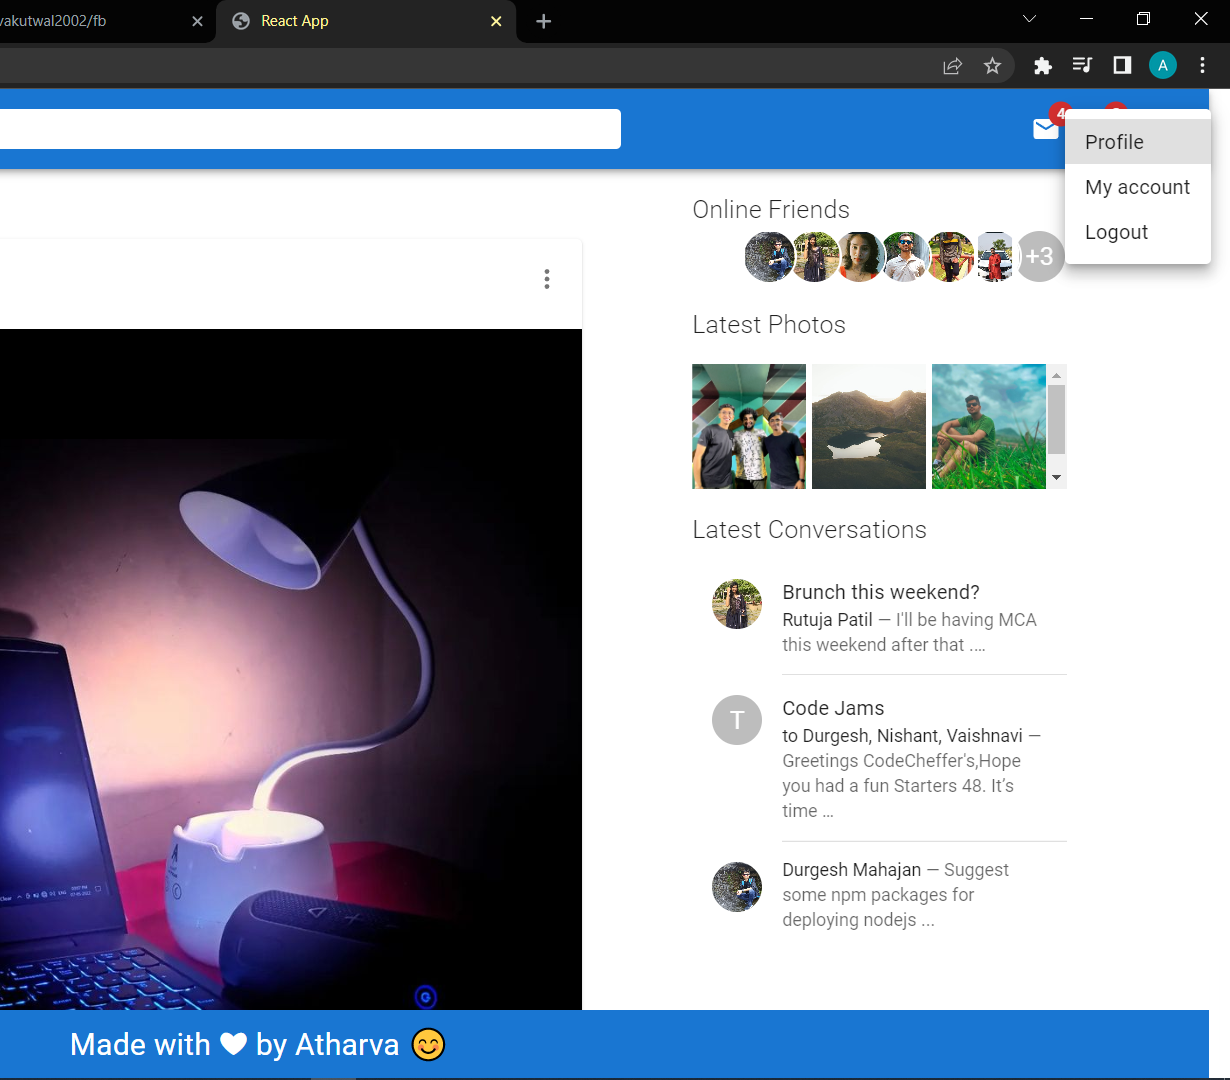 vakutwal2002/fb
React App
A
4
Profile
My account
Logout
Online Friends
+3
Latest Photos
Latest Conversations
Brunch this weekend?
Rutuja Patil — I'll be having MCA
this weekend after that ....
T
Code Jams
to Durgesh, Nishant, Vaishnavi —
Greetings CodeCheffer's,Hope
you had a fun Starters 48. It’s
time …
Durgesh Mahajan — Suggest
some npm packages for
deploying nodejs ...
G
Made with 🤍 by Atharva 😊